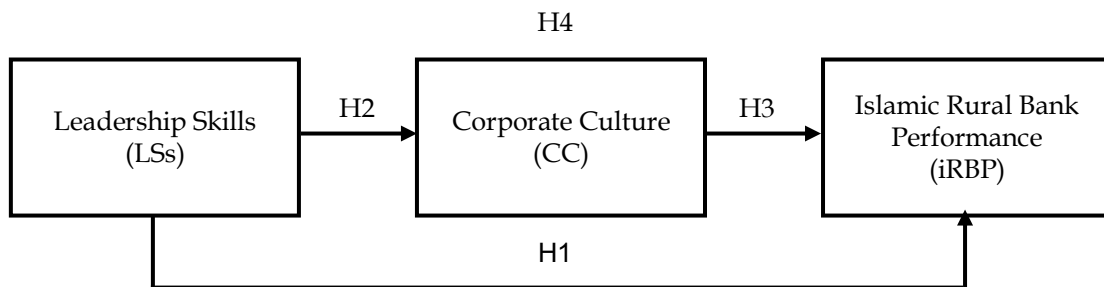 H4
Leadership Skills
(LSs)
H2
Corporate Culture
(CC)
H3
Islamic Rural Bank
Performance
(iRBP)
H1